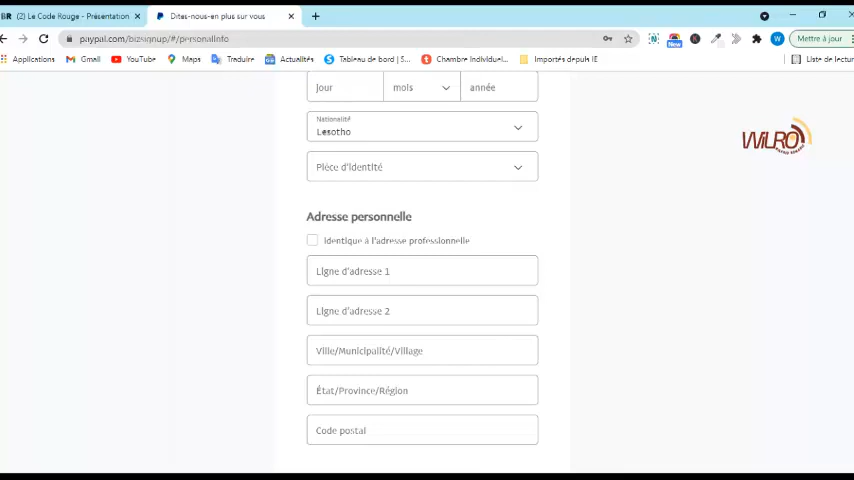 BR (2) Le Code Rouge - Présentation
Dites-nous-en plus sur vous
paypal.com/bizsignup/#/personalInfo
New
W
Mettre à jour
Applications
Gmail
YouTube
Maps
Actualités
Traduire
Tableau de bord / S...
Chambre Individuel...
Importés depuis IE
Liste de lectur
jour
mois
année
Nationalité
Lesotho
Pièce d'identité
WILRO
Adresse personnelle
Identique à l'adresse professionnelle
Ligne d'adresse 1
Ligne d'adresse 2
Ville/Municipalité/Village
État/Province/Région
Code postal